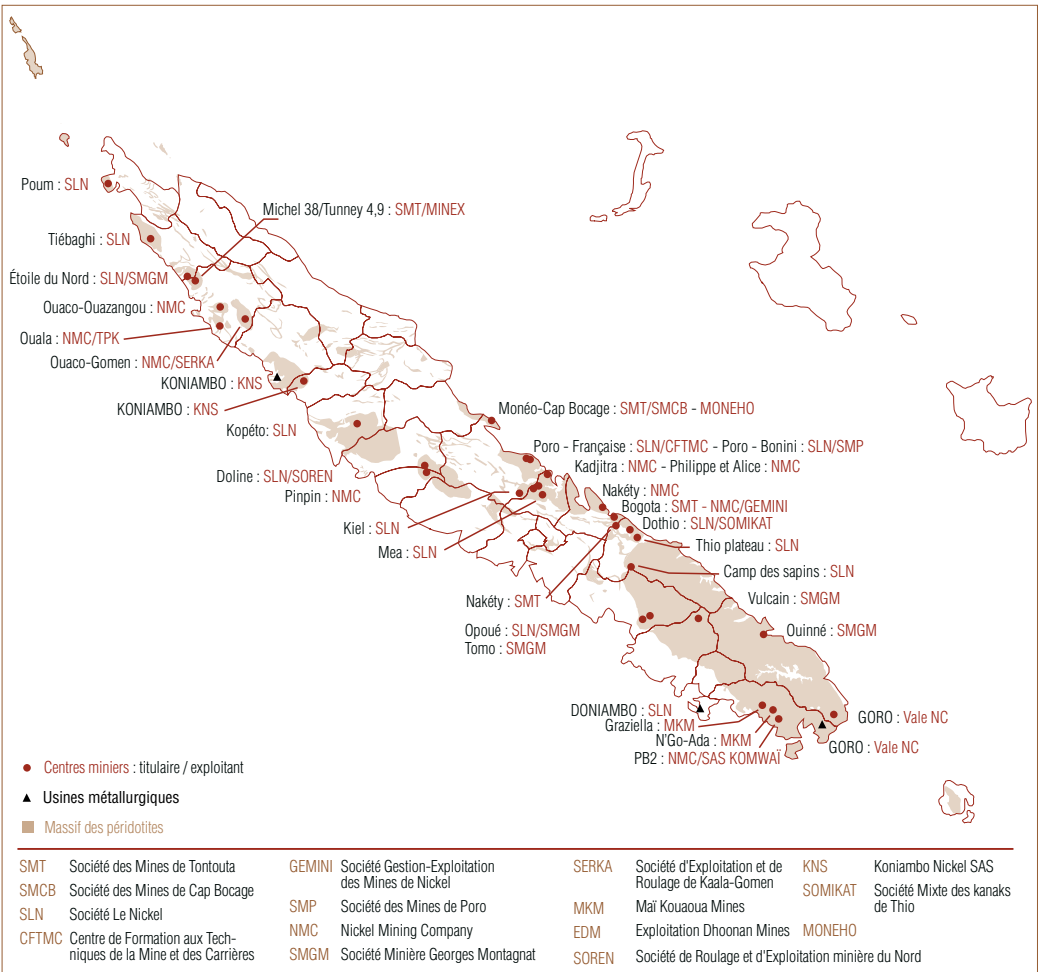 Poum : SLN
Michel 38/Tunney 4,9 : SMT/MINEX
Tiébaghi : SLN
Étoile du Nord : SLN/SMGM
Ouaco-Ouazangou : NMC
Ouala : NMC/TPK
Ouaco-Gomen : NMC/SERKA
KONIAMBO : KNS
KONIAMBO : KNS
Kopéto: SLN
Doline : SLN/SOREN
Pinpin : NMC
Kiel : SLN
Mea : SLN
Monéo-Cap Bocage : SMT/SMCB - MONEHO
Poro - Française : SLN/CFTMC - Poro - Bonini : SLN/SMP
Kadjitra : NMC - Philippe et Alice : NMC
Nakéty : NMC
Bogota : SMT - NMC/GEMINI
Dothio : SLN/SOMIKAT
Thio plateau : SLN
Camp des sapins : SLN
Vulcain : SMGM
Ouinné : SMGM
Nakéty : SMT
Opoué : SLN/SMGM
Tomo : SMGM
DONIAMBO : SLN
Graziella : MKM
N'Go-Ada : MKM
PB2 : NMC/SAS KOMWAÏ
GORO : Vale NC
GORO : Vale NC
Centres miniers : titulaire / exploitant
Usines métallurgiques
Massif des péridotites
SMT Société des Mines de Tontouta
SMCB Société des Mines de Cap Bocage
SLN Société Le Nickel
CFTMC Centre de Formation aux Tech-
niques de la Mine et des Carrières
GEMINI Société Gestion-Exploitation
des Mines de Nickel
SMP Société des Mines de Poro
NMC Nickel Mining Company
SMGM Société Minière Georges Montagnat
SERKA Société d'Exploitation et de
Roulage de Kaala-Gomen
MKM Maï Kouaoua Mines
EDM Exploitation Dhoonan Mines
SOREN Société de Roulage et d'Exploitation minière du Nord
KNS Koniambo Nickel SAS
SOMIKAT Société Mixte des kanaks
de Thio
MONEHO